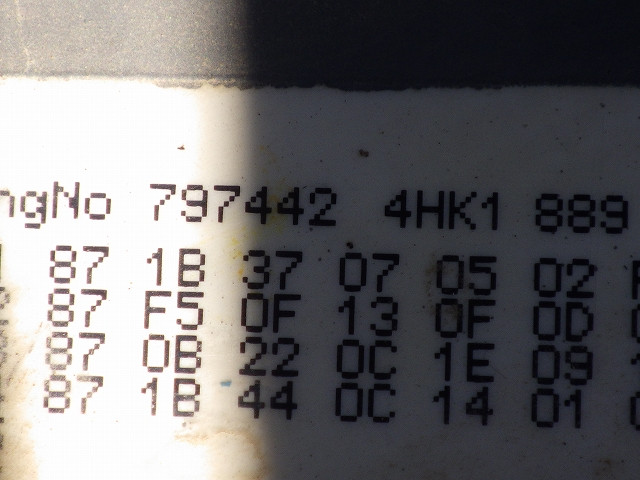 ngNo 797442 4HK1 889
87 1B 37 07 05 02
87 F5 0F 13 0F 0D
87 0B 22 0C 1E 09
87 1B 44 0C 14 01